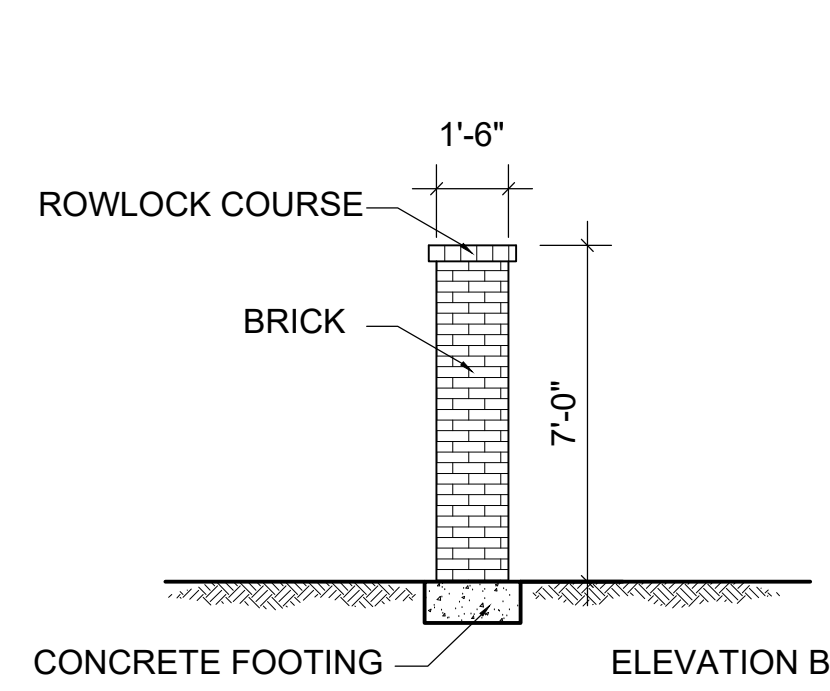 1'-6"
ROWLOCK COURSE
BRICK
7'-0"
CONCRETE FOOTING
ELEVATION B